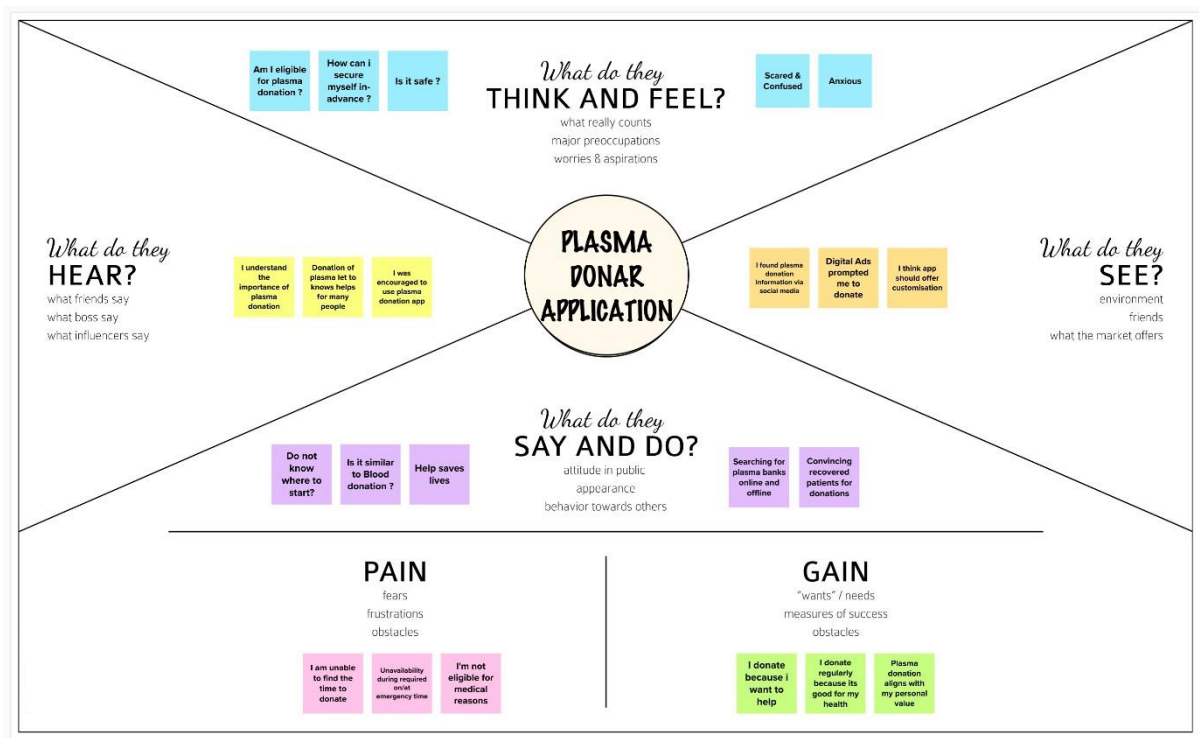 What do they
THINK AND FEEL?
what really counts
major preoccupations
worries & aspirations
Am I eligible
for plasma
donation ?
How can i
secure
myself in-
advance ?
Is it safe ?
Scared &
Confused
Anxious
What do they
HEAR?
what friends say
what boss say
what influencers say
I understand
the
importance of
plasma
donation
Donation of
plasma let to
knows helps
for many
people
I was
encouraged to
use plasma
donation app
PLASMA
DONAR
APPLICATION
I found plasma
donation
information via
social media
Digital Ads
prompted
me to
donate
I think app
should offer
customisation
What do they
SEE?
environment
friends
what the market offers
What do they
SAY AND DO?
attitude in public
appearance
behavior towards others
Do not
know
where to
start?
Is it similar
to Blood
donation ?
Help saves
lives
Searching for
plasma banks
online and
offline
Convincing
recovered
patients for
donations
PAIN
fears
frustrations
obstacles
I am unable
to find the
time to
donate
Unavailability
during required
on/at
emergency time
I'm not
eligible for
medical
reasons
GAIN
"wants" / needs
measures of success
obstacles
I donate
because i
want to
help
I donate
regularly
because its
good for my
health
Plasma
donation
aligns with
my personal
value